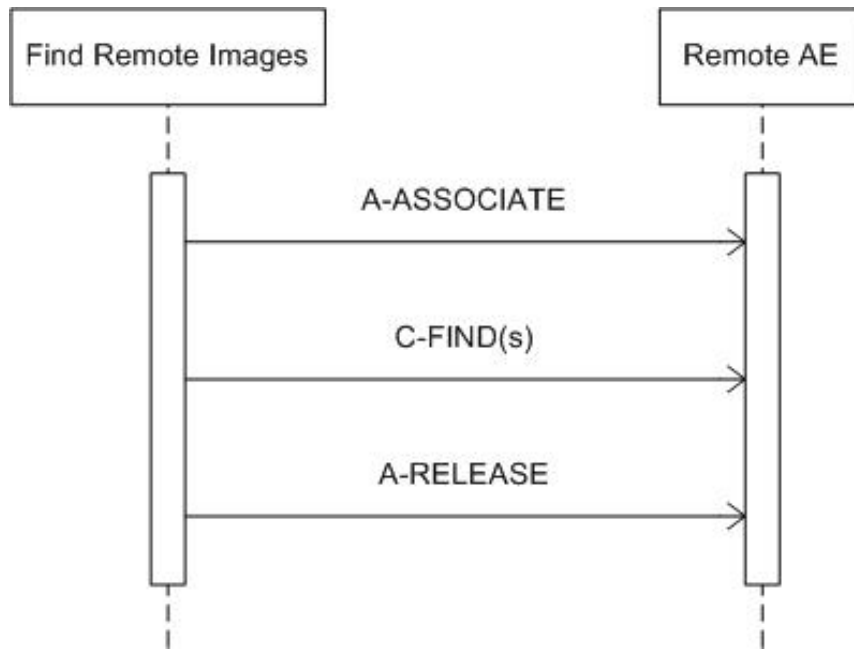 Find Remote Images
Remote AE
A-ASSOCIATE
C-FIND(s)
A-RELEASE